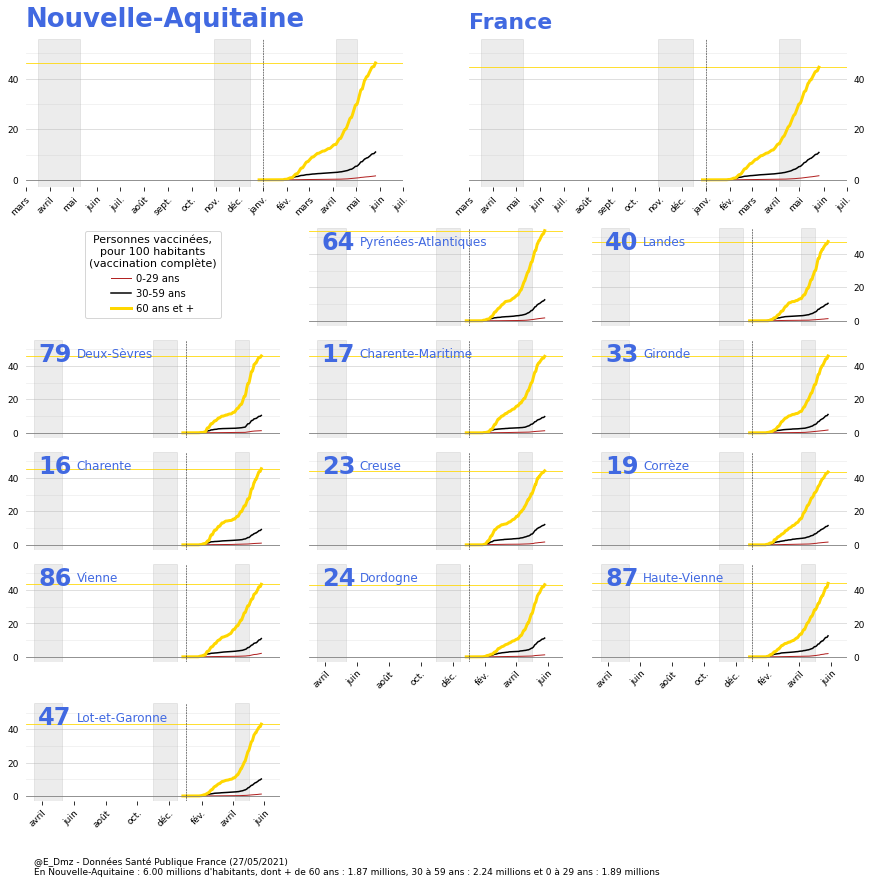 Nouvelle-Aquitaine
France
40
20
0
mars avril mai juin juil. août sept. oct. nov. déc. janv. fév. mars avril mai juin juil.
40
20
0
mars avril mai juin juil. août sept. oct. nov. déc. janv. fév. mars avril mai juin juil.
Personnes vaccinées,
pour 100 habitants
(vaccination complète)
0-29 ans
30-59 ans
60 ans et +
64 Pyrénées-Atlantiques
40 Landes
40
20
0
79 Deux-Sèvres
17 Charente-Maritime
33 Gironde
40
20
0
40
20
0
16 Charente
23 Creuse
19 Corrèze
40
20
0
40
20
0
86 Vienne
24 Dordogne
87 Haute-Vienne
40
20
0
40
20
0
avril juin août oct. déc. fév. avril juin
avril juin août oct. déc. fév. avril juin
47 Lot-et-Garonne
40
20
0
avril juin août oct. déc. fév. avril juin
@E_Dmz - Données Santé Publique France (27/05/2021)
En Nouvelle-Aquitaine : 6.00 millions d'habitants, dont + de 60 ans : 1.87 millions, 30 à 59 ans : 2.24 millions et 0 à 29 ans : 1.89 millions